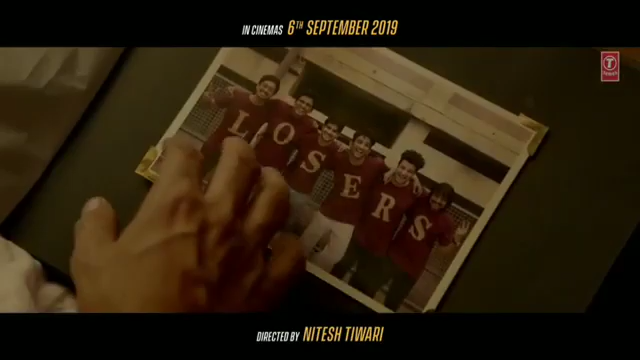 IN CINEMAS 6TH SEPTEMBER 2019
T
LOSERS
DIRECTED BY NITESH TIWARI